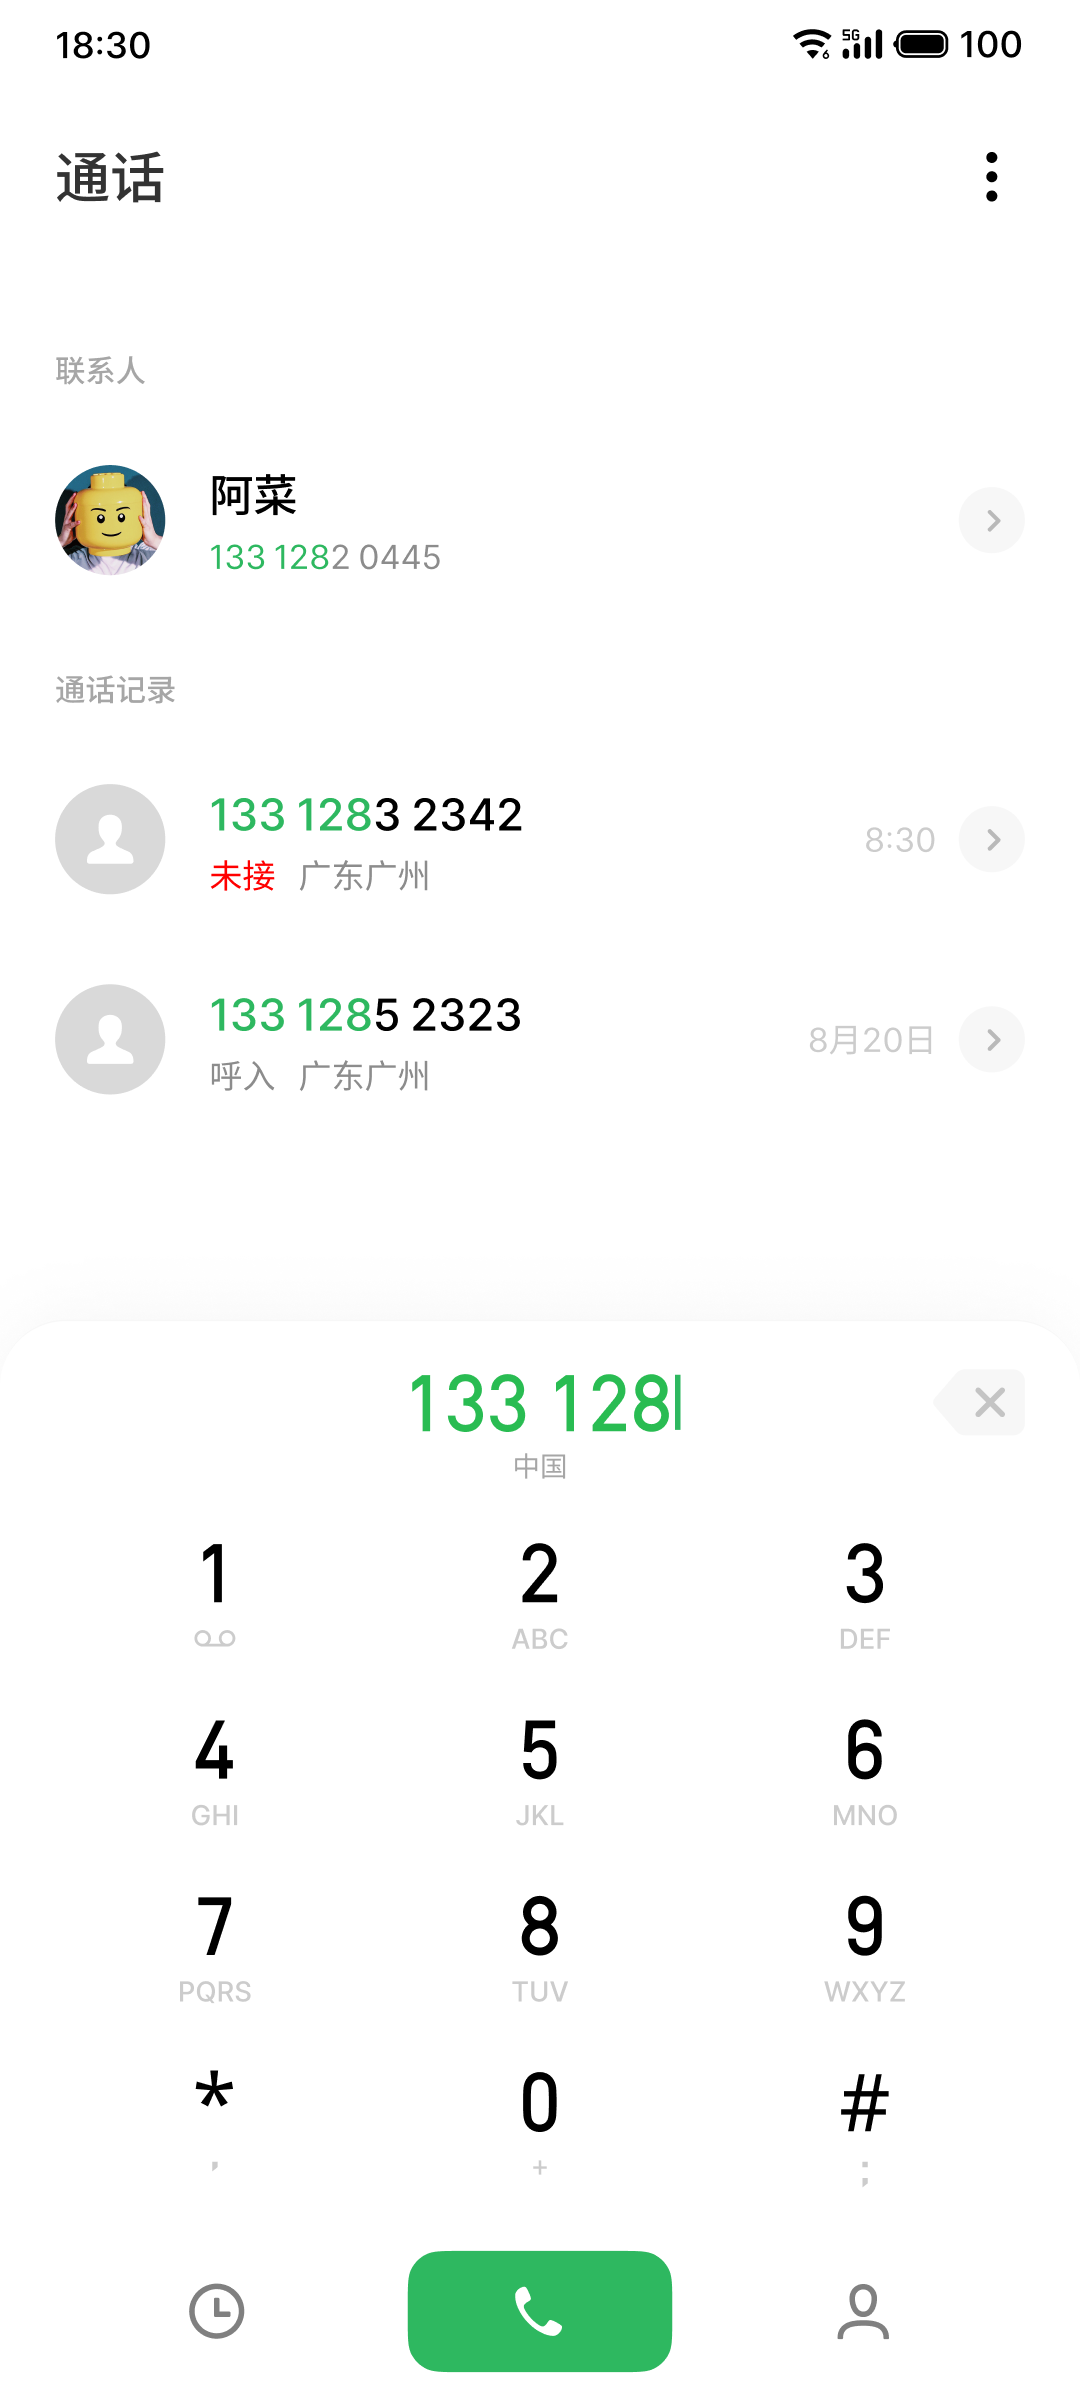 18:30
5G
6
100
通话
联系人
阿菜
133 1282 0445
通话记录
133 1283 2342
未接 广东广州
8:30
133 1285 2323
呼入 广东广州
8月20日
133 128
中国
1 2 3
ABC DEF
4 5 6
GHI JKL MNO
7 8 9
PQRS TUV WXYZ
* 0 #
, + ;